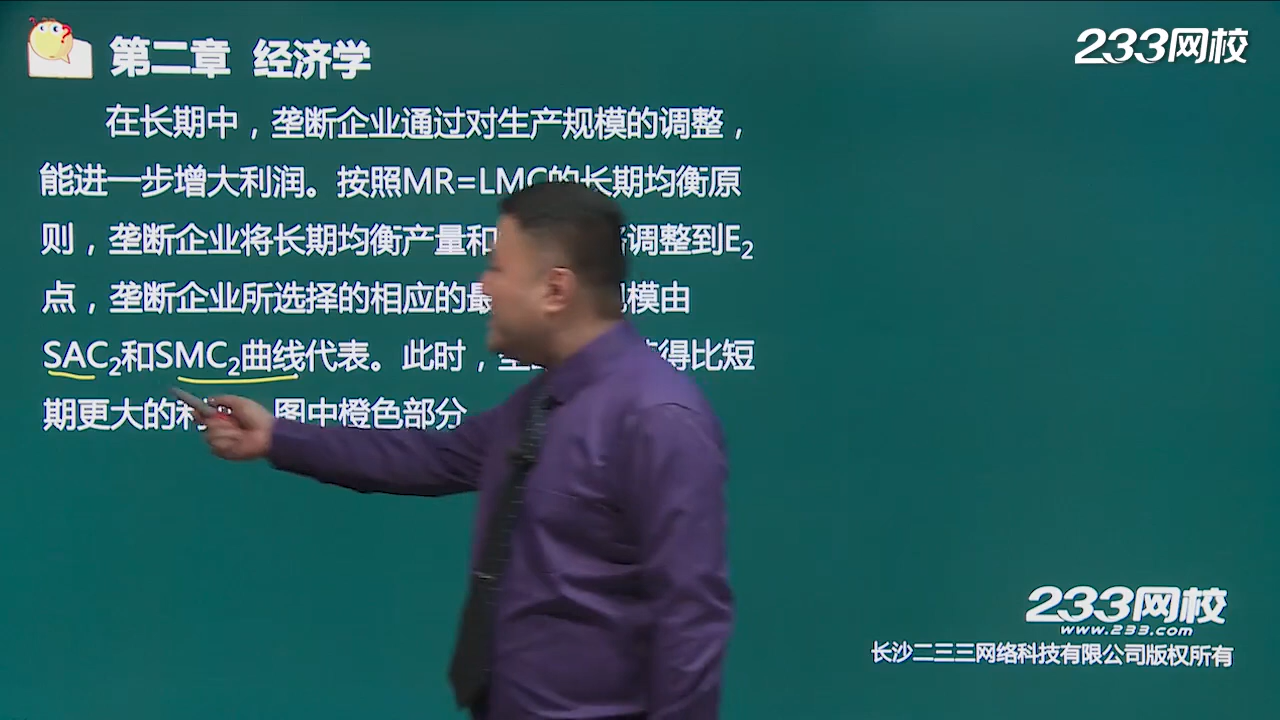 第二章 经济学
233网校
在长期中，垄断企业通过对生产规模的调整，
能进一步增大利润。按照MR=LMC的长期均衡原
则，垄断企业将长期均衡产量和 调整到E2
点，垄断企业所选择的相应的最 规模由
SAC2和SMC2曲线代表。此时， 得比短
期更大的利 图中橙色部分
233网校
www.233.com
长沙二三三网络科技有限公司版权所有